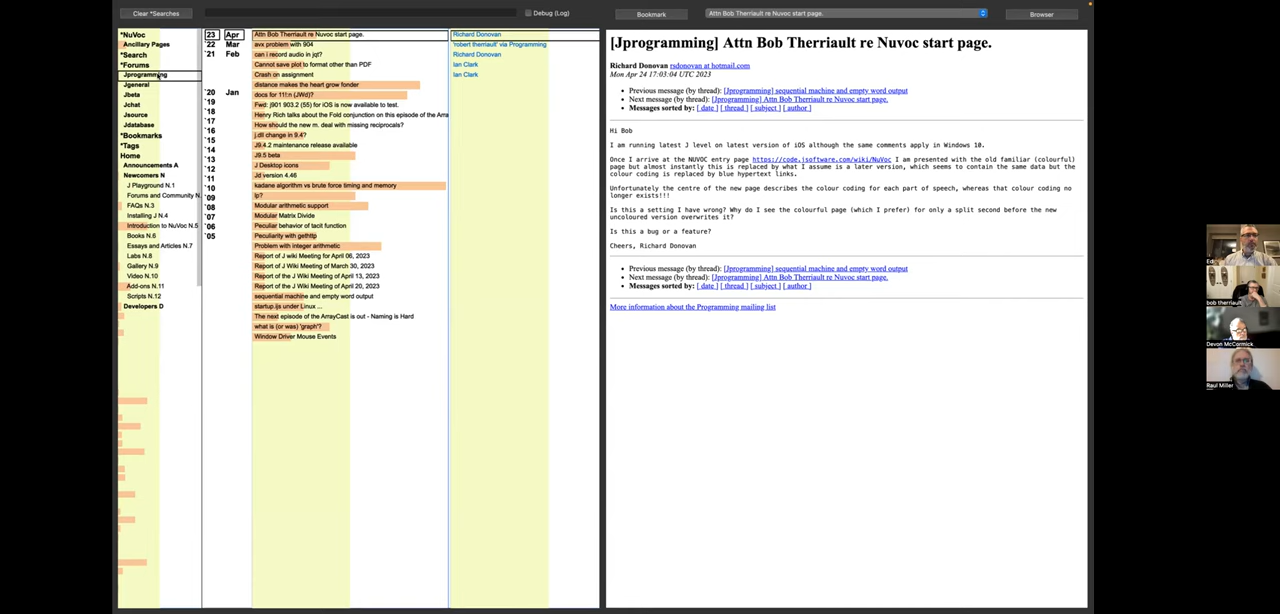 Clear *Searches
Debug (Log)
Bookmark
Attn Bob Therriault re Nuvoc start page.
Browser
*NuVoc
Ancillary Pages
*Search
*Forums
Jprogramming
Jgeneral
Jbeta
Jchat
Jsource
Jdatabase
*Bookmarks
*Tags
Home
Announcements A
Newcomers N
J Playground N.1
Forums and Community N.
FAQs N.3
Installing J N.4
Introduction to NuVoc N.5
Books N.6
Essays and Articles N.7
Labs N.8
Gallery N.9
Video N.10
Add-ons N.11
Scripts N.12
Developers D
23
'22
'21
'20
'19
'18
'17
'16
'15
'14
'13
'12
'11
'10
'09
'08
'07
'06
'05
Apr
Mar
Feb
Jan
Attn Bob Therriault re Nuvoc start page.
avx problem with 904
can i record audio in jqt?
Cannot save plot to format other than PDF
Crash on assignment
distance makes the heart grow fonder
docs for 11!:n (JWd)?
Fwd: j901 903.2 (55) for iOS is now available to test.
Henry Rich talks about the Fold conjunction on this episode of the Arra
How should the new m. deal with missing reciprocals?
j.dll change in 9.4?
J9.4.2 maintenance release available
J9.5 beta
J Desktop icons
Jd version 4.46
kadane algorithm vs brute force timing and memory
lp?
Modular arithmetic support
Modular Matrix Divide
Peculiar behavior of tacit function
Peculiarity with gethttp
Problem with integer arithmetic
Report of J wiki Meeting for April 06, 2023
Report of J Wiki Meeting of March 30, 2023
Report of the J Wiki Meeting of April 13, 2023
Report of the J Wiki Meeting of April 20, 2023
sequential machine and empty word output
startup.ijs under Linux ...
The next episode of the ArrayCast is out - Naming is Hard
what is (or was) 'graph'?
Window Driver Mouse Events
Richard Donovan
'robert therriault' via Programming
Richard Donovan
Ian Clark
Ian Clark
[Jprogramming] Attn Bob Therriault re Nuvoc start page.
Richard Donovan rsdonovan at hotmail.com
Mon Apr 24 17:03:04 UTC 2023
Previous message (by thread): [Jprogramming] sequential machine and empty word output
Next message (by thread): [Jprogramming] Attn Bob Therriault re Nuvoc start page.
Messages sorted by: [ date ] [ thread ] [ subject ] [ author ]
Hi Bob
I am running latest J level on latest version of iOS although the same comments apply in Windows 10.
Once I arrive at the NUVOC entry page https://code.jsoftware.com/wiki/NuVoc I am presented with the old familiar (colourful)
page but almost instantly this is replaced by what I assume is a later version, which seems to contain the same data but the
colour coding is replaced by blue hypertext links.
Unfortunately the centre of the new page describes the colour coding for each part of speech, whereas that colour coding no
longer exists!!!
Is this a setting I have wrong? Why do I see the colourful page (which I prefer) for only a split second before the new
uncoloured version overwrites it?
Is this a bug or a feature?
Cheers, Richard Donovan
Previous message (by thread): [Jprogramming] sequential machine and empty word output
Next message (by thread): [Jprogramming] Attn Bob Therriault re Nuvoc start page.
Messages sorted by: [ date ] [ thread ] [ subject ] [ author ]
More information about the Programming mailing list
Ed
bob therriault
Devon McCormick
Raul Miller